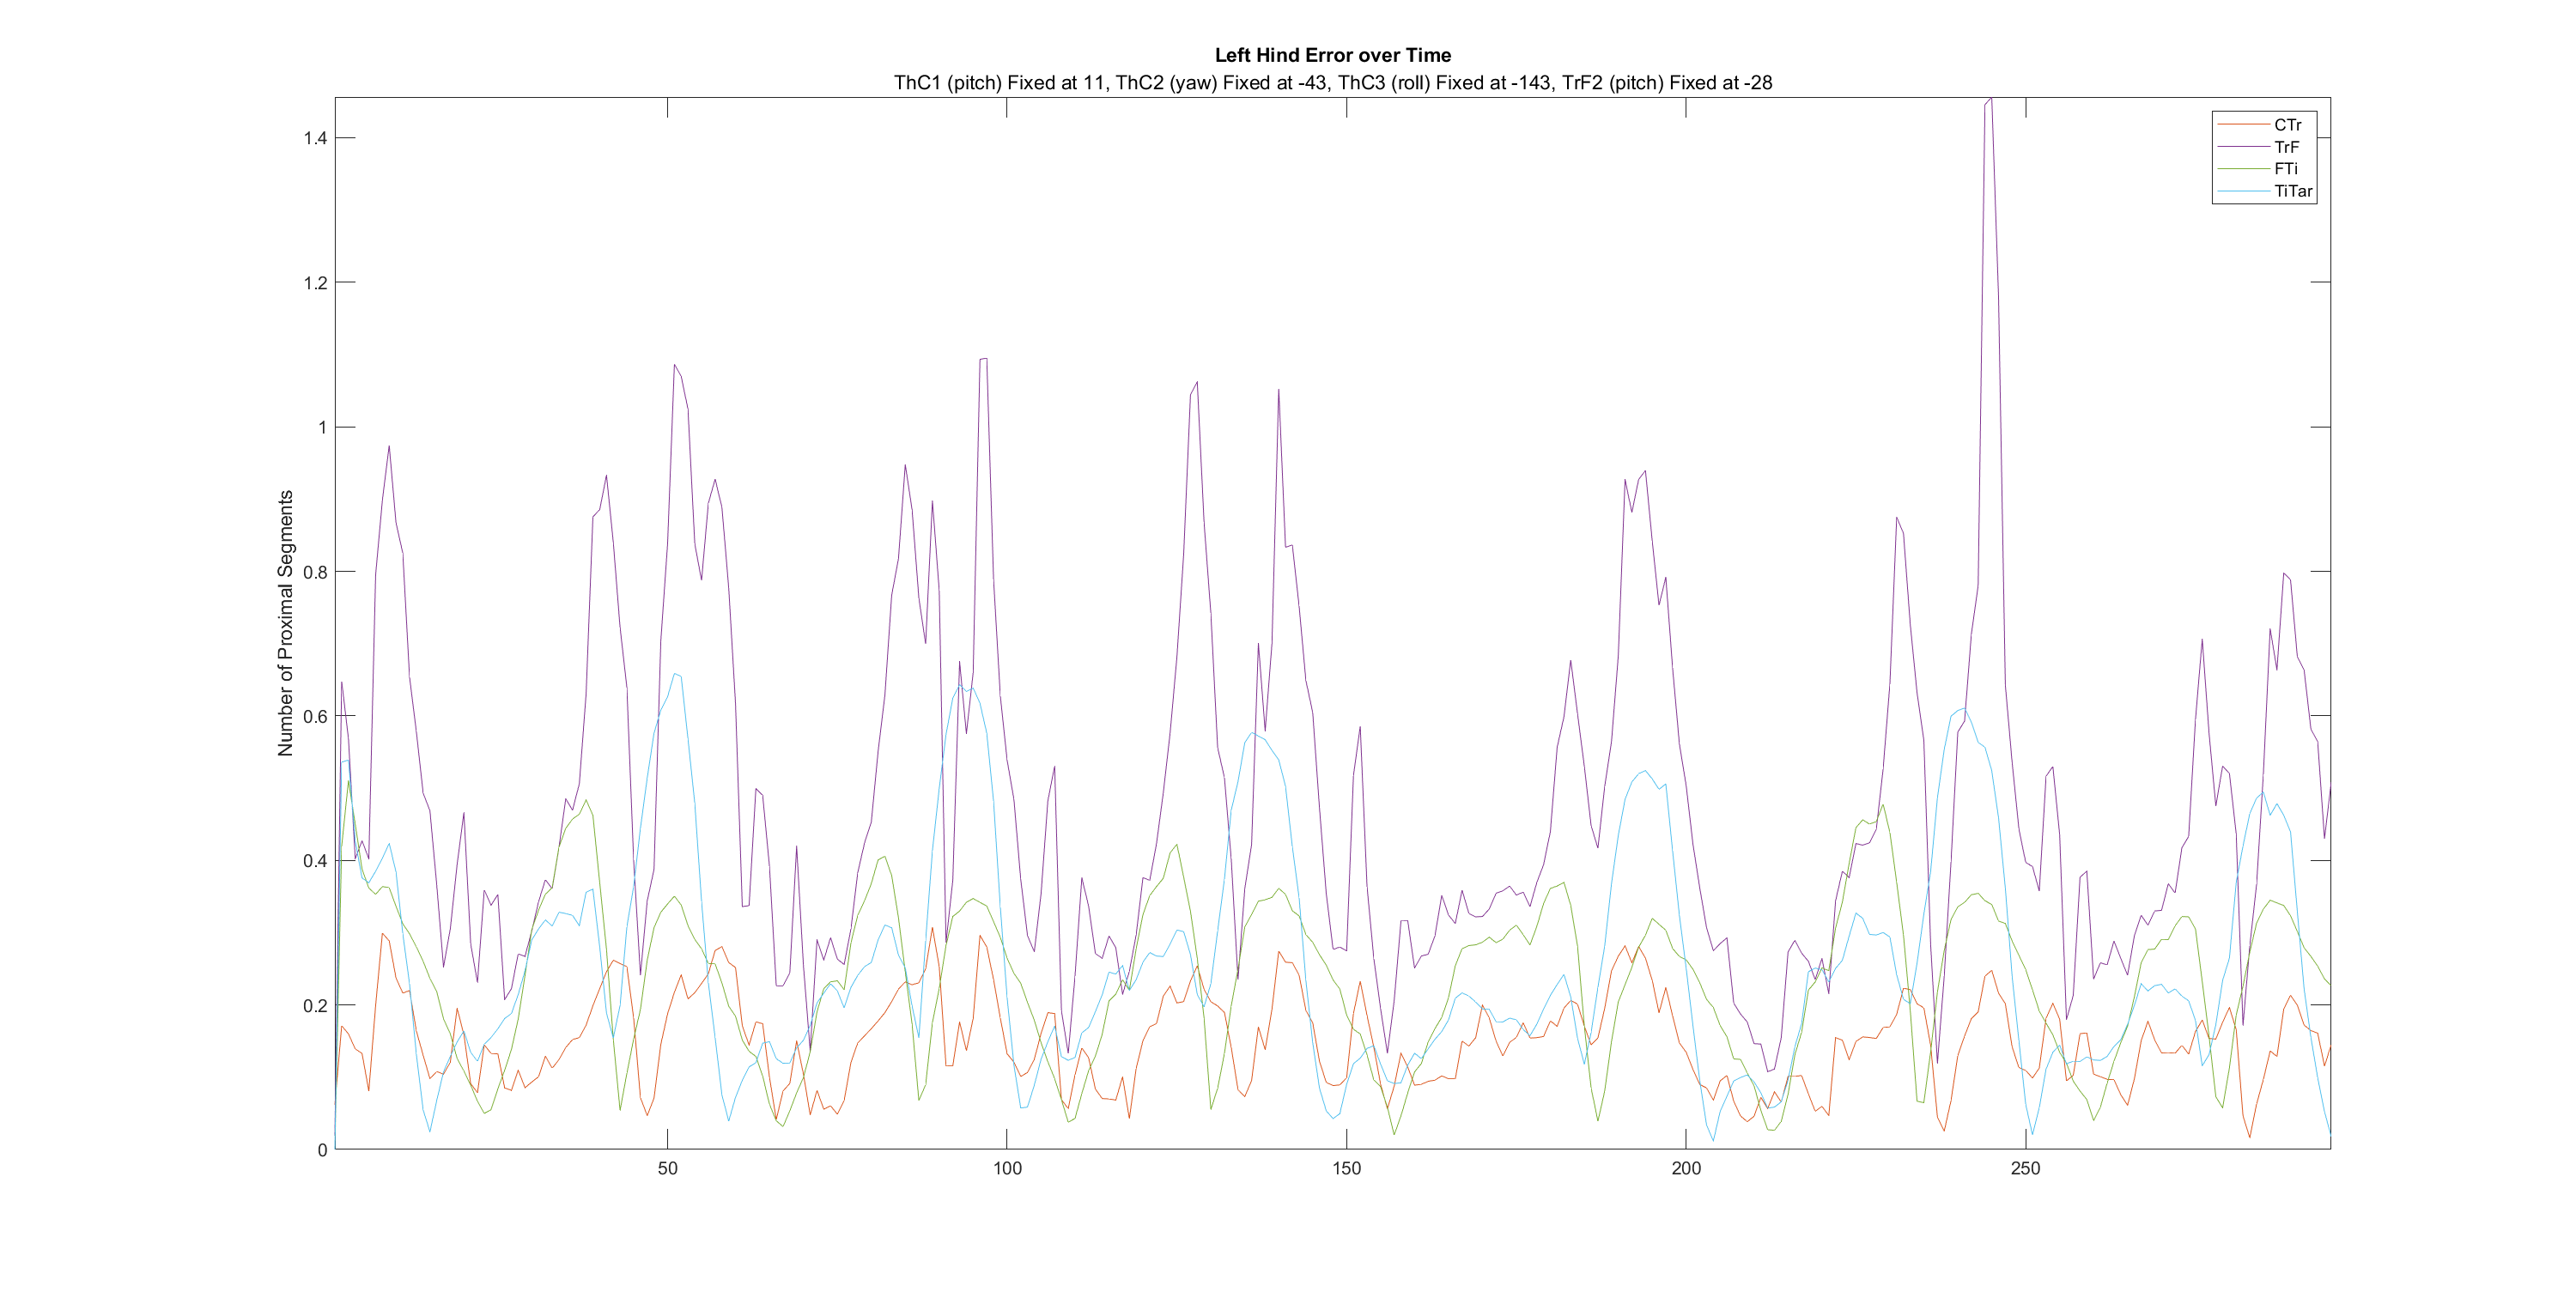 Left Hind Error over Time
ThC1 (pitch) Fixed at 11, ThC2 (yaw) Fixed at -43, ThC3 (roll) Fixed at -143, TrF2 (pitch) Fixed at -28
Number of Proximal Segments
1.4
1.2
1
0.8
0.6
0.4
0.2
0
50
100
150
200
250
CTr
TrF
FTi
TiTar